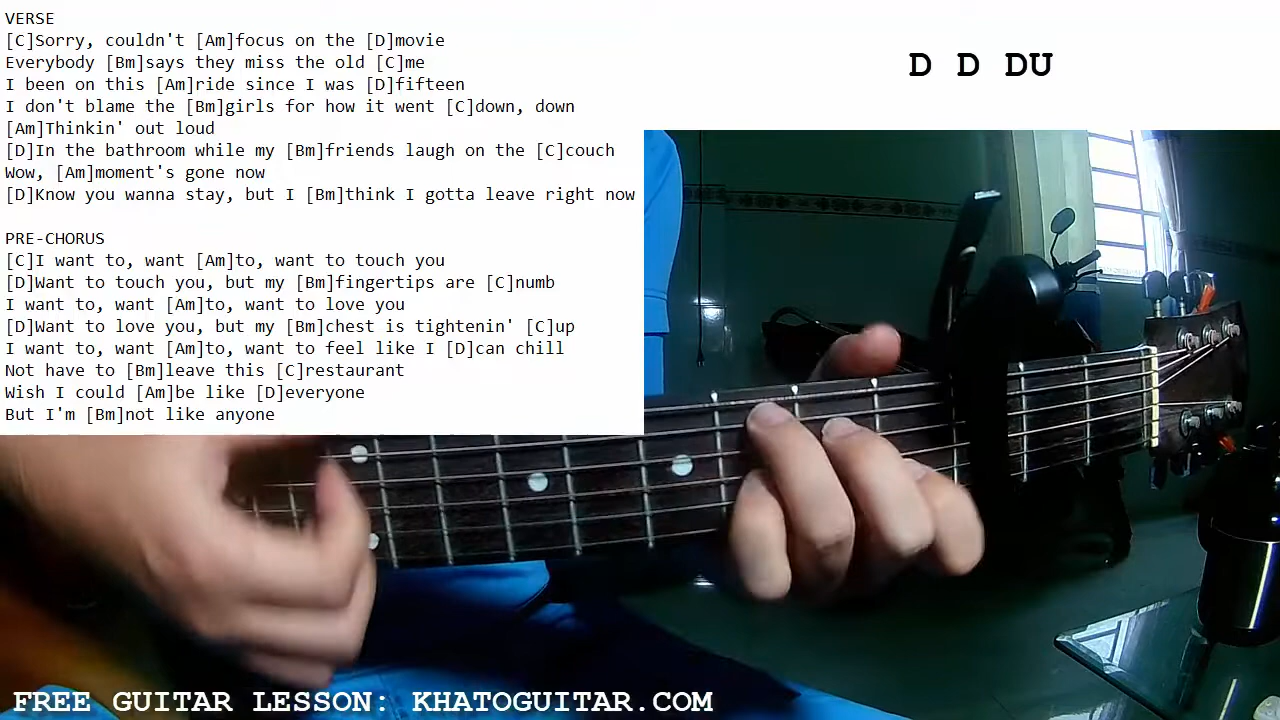 VERSE
[C]Sorry, couldn't [Am]focus on the [D]movie
Everybody [Bm]says they miss the old [C]me
I been on this [Am]ride since I was [D]fifteen
I don't blame the [Bm]girls for how it went [C]down, down
[Am]Thinkin' out loud
[D]In the bathroom while my [Bm]friends laugh on the [C]couch
Wow, [Am]moment's gone now
[D]Know you wanna stay, but I [Bm]think I gotta leave right now
PRE-CHORUS
[C]I want to, want [Am]to, want to touch you
[D]Want to touch you, but my [Bm]fingertips are [C]numb
I want to, want [Am]to, want to love you
[D]Want to love you, but my [Bm]chest is tightenin' [C]up
I want to, want [Am]to, want to feel like I [D]can chill
Not have to [Bm]leave this [C]restaurant
Wish I could [Am]be like [D]everyone
But I'm [Bm]not like anyone
D D DU
FREE GUITAR LESSON: KHATOGUITAR.COM